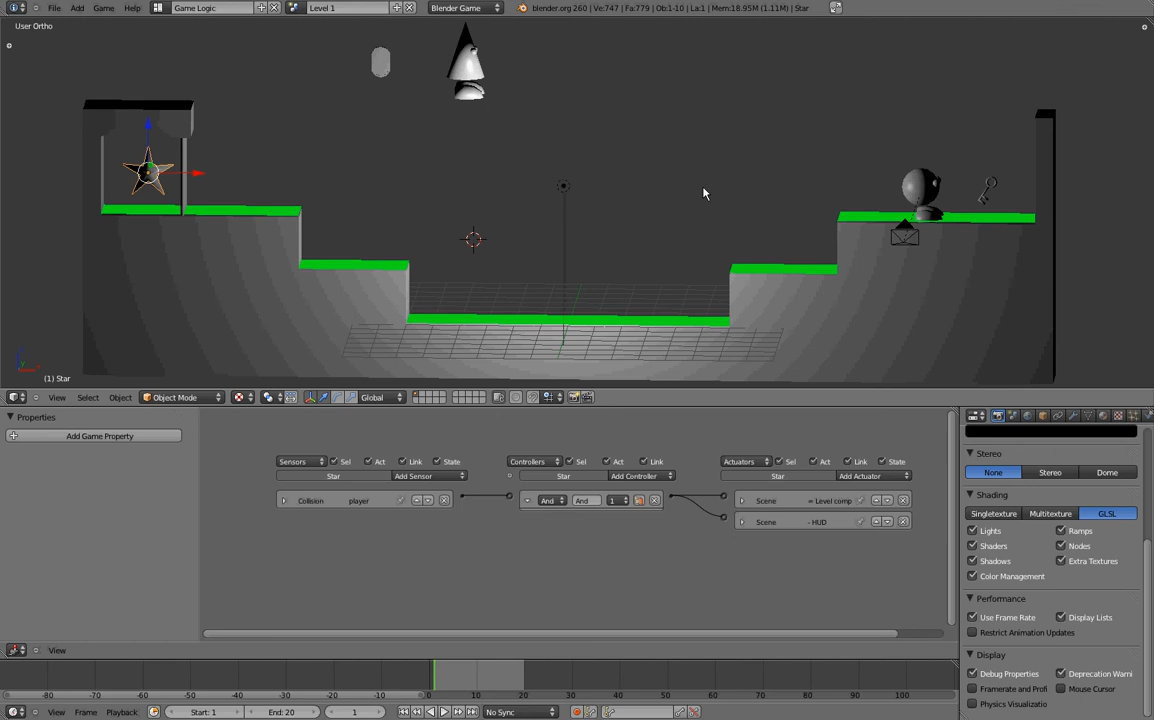 File Add Game Help Game Logic Level 1 Blender Game blender.org 260 | Ve:747 | Fa:779 | Ob:1-10 | La:1 | Mem:18.95M (1.11M) | Star
User Ortho
(1) Star
View Select Object Object Mode Global
Properties
Add Game Property
Sensors Sel Act Link State Controllers Sel Act Link Actuators Sel Act Link State
Star Add Sensor Star Add Controller Star Add Actuator
Collision player And And 1 Scene = Level comp
Scene - HUD
Stereo
None Stereo Dome
Shading
Singletexture Multitexture GLSL
Lights Ramps
Shaders Nodes
Shadows Extra Textures
Color Management
Performance
Use Frame Rate Display Lists
Restrict Animation Updates
Display
Debug Properties Deprecation Warni
Framerate and Profi Mouse Cursor
Physics Visualizatio
View
-80 -70 -60 -50 -40 -30 -20 -10 0 10 20 30 40 50 60 70 80 90 100
View Frame Playback Start: 1 End: 20 1 No Sync